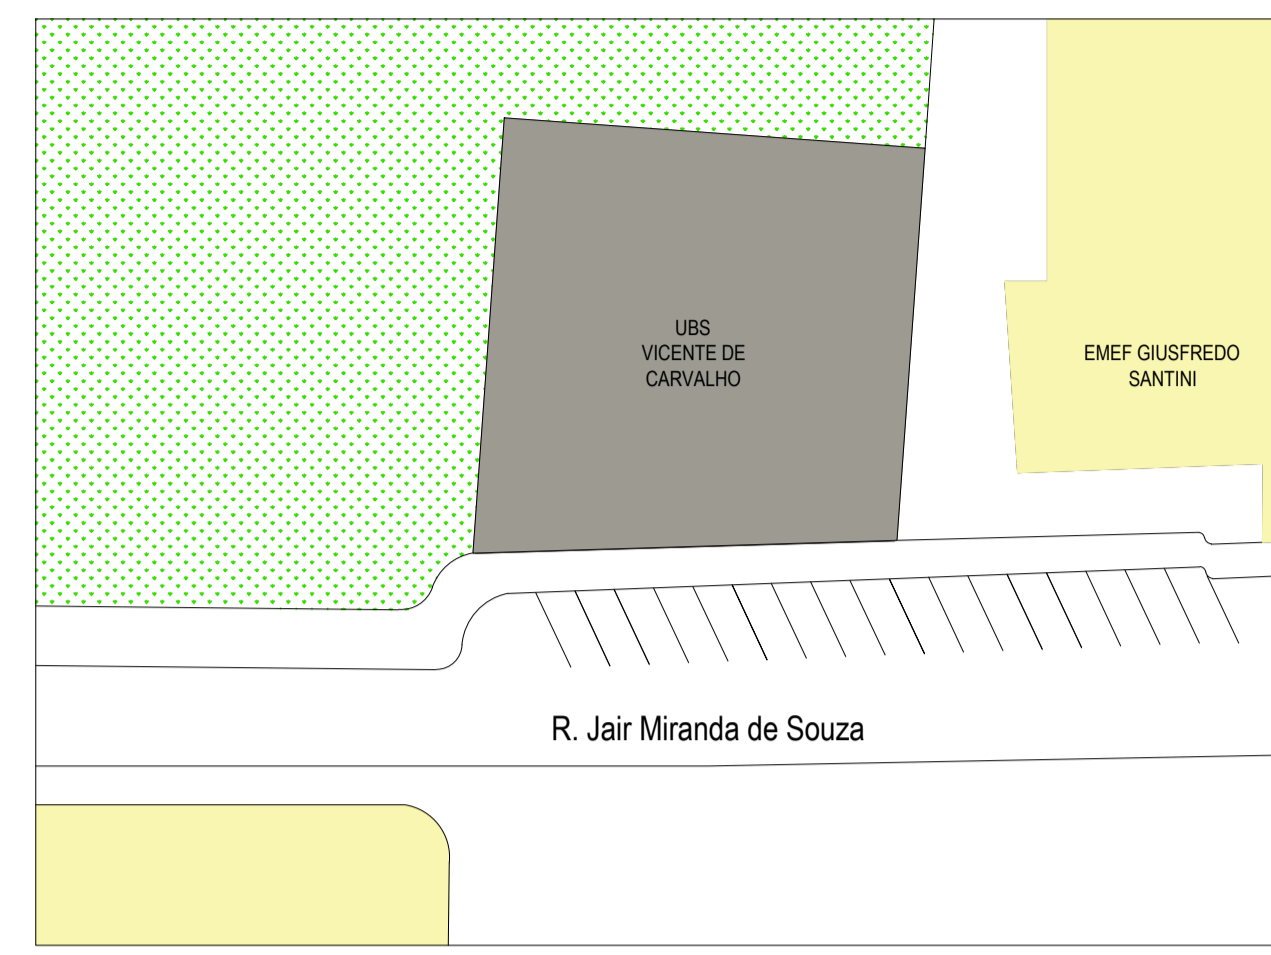 UBS
VICENTE DE
CARVALHO
EMEF GIUSFREDO
SANTINI
R. Jair Miranda de Souza